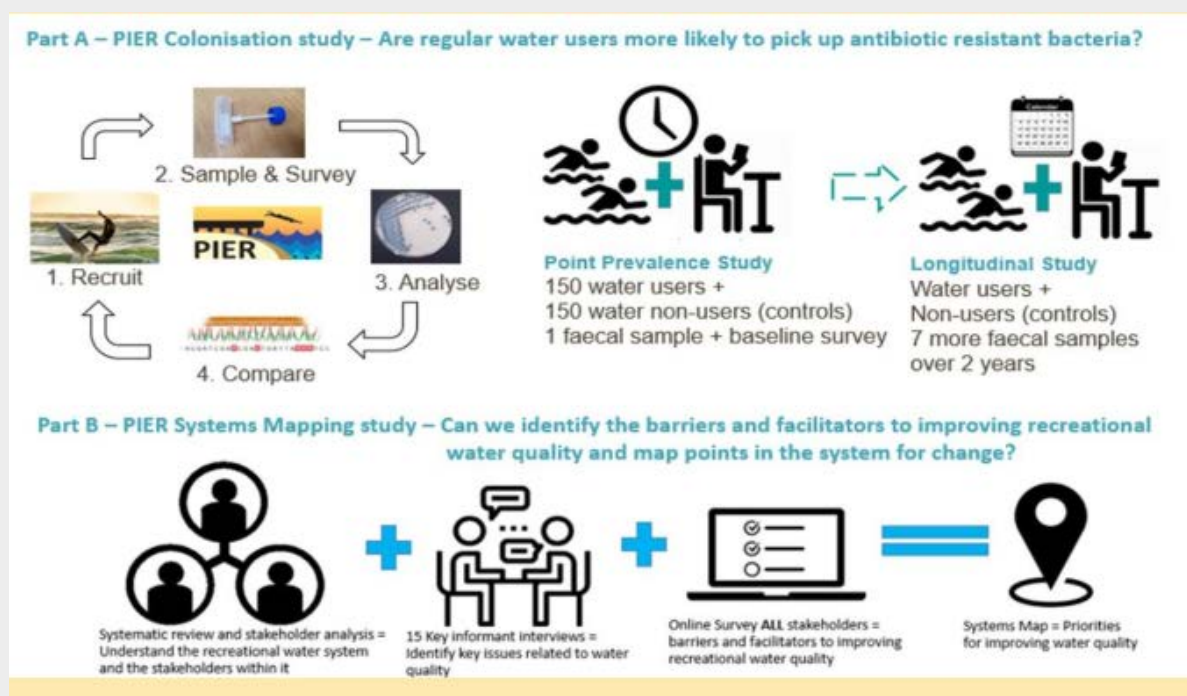 Part A – PIER Colonisation study – Are regular water users more likely to pick up antibiotic resistant bacteria?
2. Sample & Survey
PIER
1. Recruit
3. Analyse
4. Compare
Calendar
Point Prevalence Study
150 water users +
150 water non-users (controls)
1 faecal sample + baseline survey
Longitudinal Study
Water users +
Non-users (controls)
7 more faecal samples
over 2 years
Part B – PIER Systems Mapping study – Can we identify the barriers and facilitators to improving recreational
water quality and map points in the system for change?
Systematic review and stakeholder analysis =
Understand the recreational water system
and the stakeholders within it
15 Key informant interviews =
Identify key issues related to water
quality
Online Survey ALL stakeholders =
barriers and facilitators to improving
recreational water quality
Systems Map = Priorities
for improving water quality